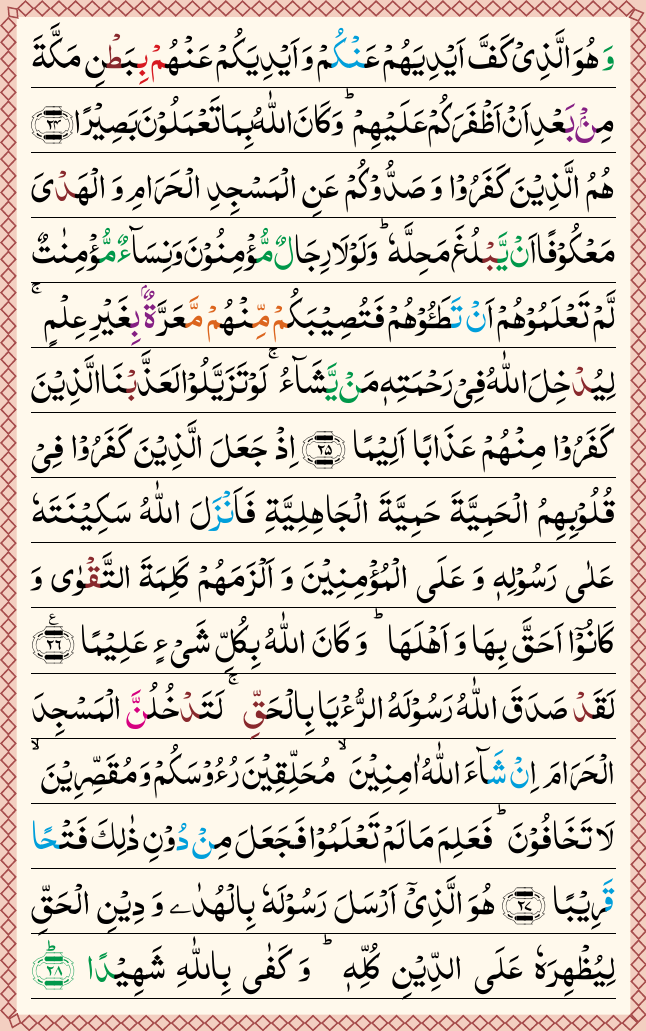 وَ هُوَ الَّذِیْ كَفَّ اَیْدِیَهُمْ عَنْكُمْ وَ اَیْدِیَكُمْ عَنْهُمْ بِبَطْنِ مَكَّةَ
مِنْۢ بَعْدِ اَنْ اَظْفَرَكُمْ عَلَیْهِمْ ؕ وَ كَانَ اللّٰهُ بِمَا تَعْمَلُوْنَ بَصِیْرًا ﴿۲۴﴾
هُمُ الَّذِیْنَ كَفَرُوْا وَ صَدُّوْكُمْ عَنِ الْمَسْجِدِ الْحَرَامِ وَ الْهَدْیَ
مَعْكُوْفًا اَنْ یَّبْلُغَ مَحِلَّهٗ ؕ وَ لَوْ لَا رِجَالٌ مُّؤْمِنُوْنَ وَ نِسَآءٌ مُّؤْمِنٰتٌ
لَّمْ تَعْلَمُوْهُمْ اَنْ تَطَـُٔوْهُمْ فَتُصِیْبَكُمْ مِّنْهُمْ مَّعَرَّةٌۢ بِغَیْرِ عِلْمٍ ۚ
لِیُدْخِلَ اللّٰهُ فِیْ رَحْمَتِهٖ مَنْ یَّشَآءُ ۚ لَوْ تَزَیَّلُوْا لَعَذَّبْنَا الَّذِیْنَ
كَفَرُوْا مِنْهُمْ عَذَابًا اَلِیْمًا ﴿۲۵﴾ اِذْ جَعَلَ الَّذِیْنَ كَفَرُوْا فِیْ
قُلُوْبِهِمُ الْحَمِیَّةَ حَمِیَّةَ الْجَاهِلِیَّةِ فَاَنْزَلَ اللّٰهُ سَكِیْنَتَهٗ
عَلٰی رَسُوْلِهٖ وَ عَلَی الْمُؤْمِنِیْنَ وَ اَلْزَمَهُمْ كَلِمَةَ التَّقْوٰی وَ
كَانُوْۤا اَحَقَّ بِهَا وَ اَهْلَهَا ؕ وَ كَانَ اللّٰهُ بِكُلِّ شَیْءٍ عَلِیْمًا ﴿۲۶﴾ ع
لَقَدْ صَدَقَ اللّٰهُ رَسُوْلَهُ الرُّءْیَا بِالْحَقِّ ۚ لَتَدْخُلُنَّ الْمَسْجِدَ
الْحَرَامَ اِنْ شَآءَ اللّٰهُ اٰمِنِیْنَ ۙ مُحَلِّقِیْنَ رُءُوْسَكُمْ وَ مُقَصِّرِیْنَ ۙ
لَا تَخَافُوْنَ ؕ فَعَلِمَ مَا لَمْ تَعْلَمُوْا فَجَعَلَ مِنْ دُوْنِ ذٰلِكَ فَتْحًا
قَرِیْبًا ﴿۲۷﴾ هُوَ الَّذِیْۤ اَرْسَلَ رَسُوْلَهٗ بِالْهُدٰی وَ دِیْنِ الْحَقِّ
لِیُظْهِرَهٗ عَلَی الدِّیْنِ كُلِّهٖ ؕ وَ كَفٰی بِاللّٰهِ شَهِیْدًا ﴿۲۸﴾ ؕ